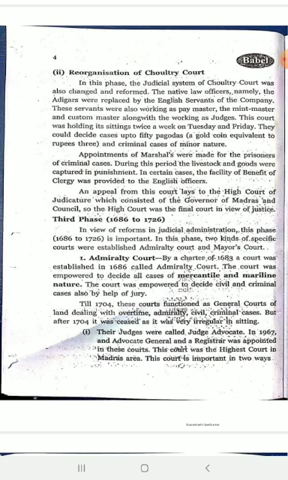 4
Babel
(ii) Reorganisation of Choultry Court
In this phase, the Judicial system of Choultry Court was
also changed and reformed. The native law officers, namely, the
Adigars were replaced by the English Servants of the Company.
These servants were also working as pay master, the mint-master
and custom master alongwith the working as Judges. This court
was holding its sittings twice a week on Tuesday and Friday. They
could decide cases upto fifty pagodas (a gold coin equivalent to
rupees three) and criminal cases of minor nature.
Appointments of Marshal's were made for the prisoners
of criminal cases. During this period the livestock and goods were
captured in punishment. In certain cases, the facility of Benefit of
Clergy was provided to the English officers.
An appeal from this court lays to the High Court of
Judicature which consisted of the Governor of Madras and
Council, so the High Court was the final court in view of justice.
Third Phase (1686 to 1726)
In view of reforms in judicial administration, this phase
(1686 to 1726) is important. In this phase, two kinds of specific
courts were established Admiralty court and Mayor's Court.
1. Admiralty Court—By a charter of 1683 a court was
established in 1686 called Admiralty Court. The court was
empowered to decide all cases of mercantile and mariline
nature. The court was empowered to decide civil and criminal
cases also by help of jury.
Till 1704, these courts functioned as General Courts of
land dealing with overtime, admiralty, civil, criminal cases. But
after 1704 it was ceased as it was very irregular in sitting.
(i) Their Judges were called Judge Advocate. In 1967,
and Advocate General and a Registrar was appointed
in these courts. This court was the Highest Court in
Madras area. This court is important in two ways